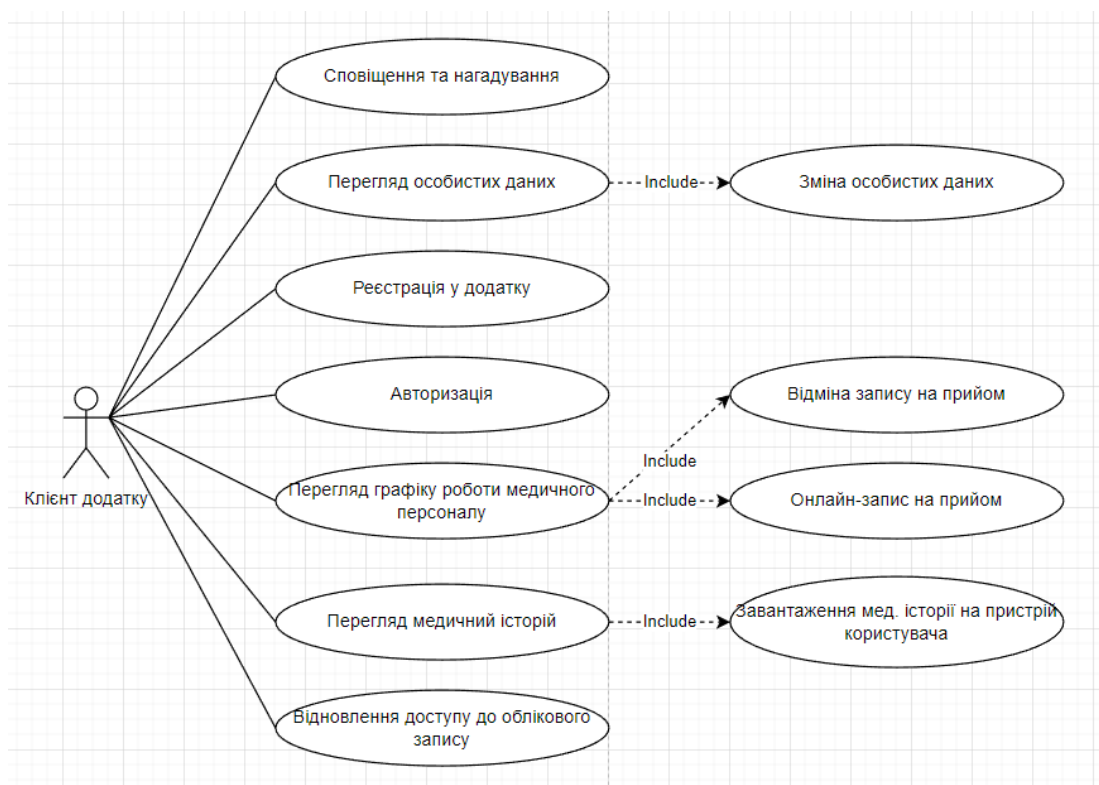 Сповіщення та нагадування
Перегляд особистих даних
Include
Зміна особистих даних
Реєстрація у додатку
Авторизація
Відміна запису на прийом
Include
Клієнт додатку
Перегляд графіку роботи медичного
персоналу
Include
Онлайн-запис на прийом
Перегляд медичний історій
Include
Завантаження мед. історії на пристрій
користувача
Відновлення доступу до облікового
запису